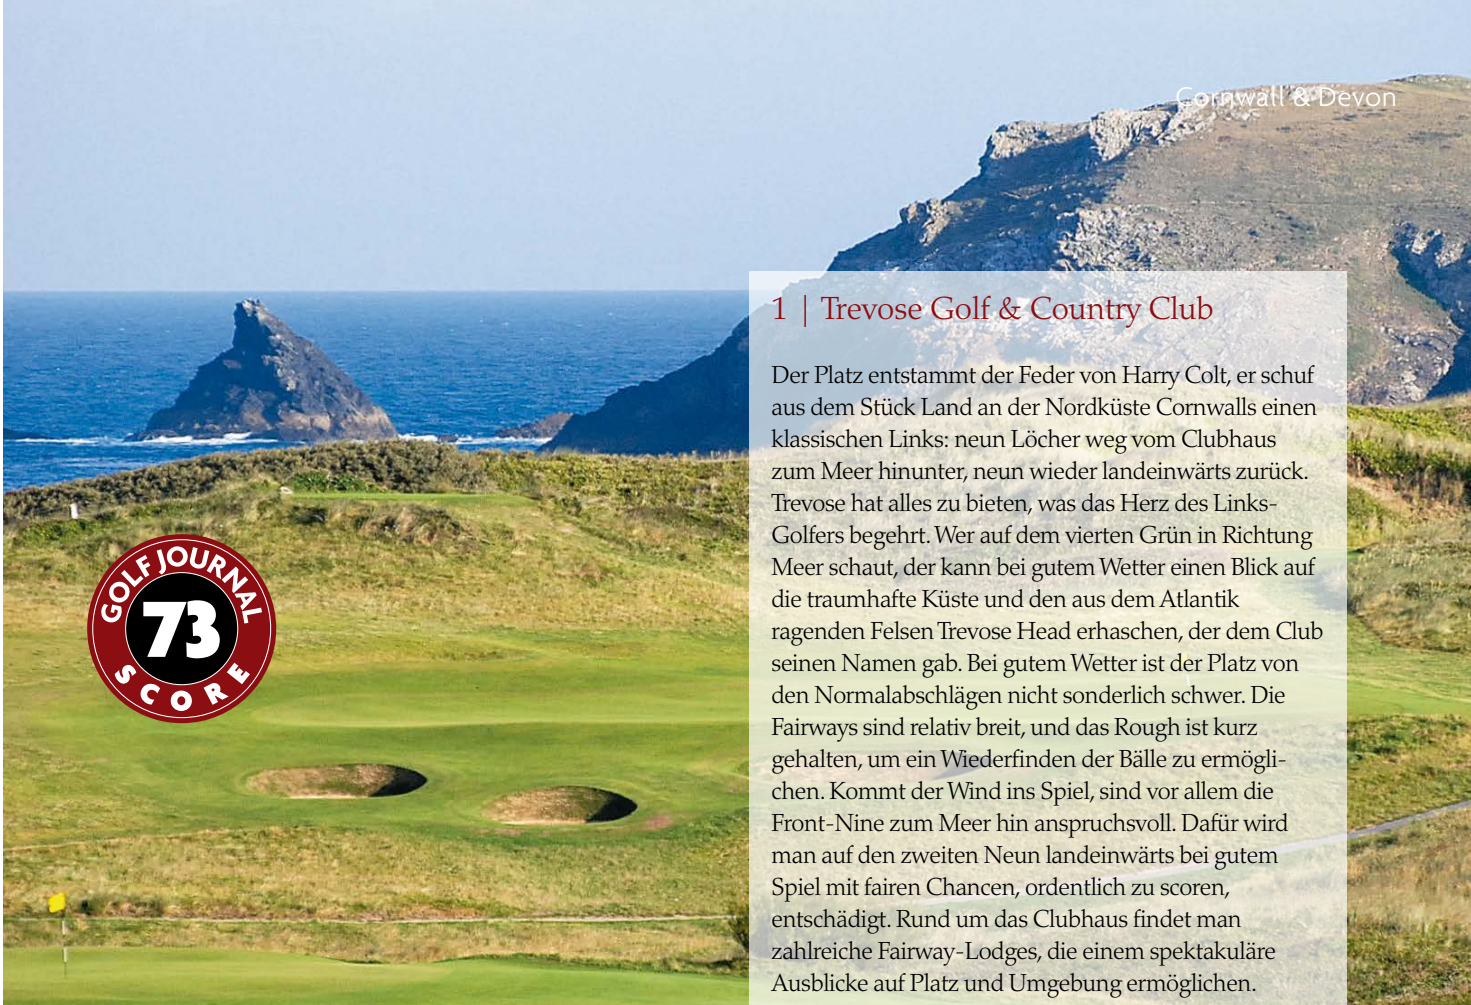 Cornwall & Devon
1 | Trevose Golf & Country Club
Der Platz entstammt der Feder von Harry Colt, er schuf
aus dem Stück Land an der Nordküste Cornwalls einen
klassischen Links: neun Löcher weg vom Clubhaus
zum Meer hinunter, neun wieder landeinwärts zurück.
Trevose hat alles zu bieten, was das Herz des Links-
Golfers begehrt. Wer auf dem vierten Grün in Richtung
Meer schaut, der kann bei gutem Wetter einen Blick auf
die traumhafte Küste und den aus dem Atlantik
ragenden Felsen Trevose Head erhaschen, der dem Club
seinen Namen gab. Bei gutem Wetter ist der Platz von
den Normalabschlägen nicht sonderlich schwer. Die
Fairways sind relativ breit, und das Rough ist kurz
gehalten, um ein Wiederfinden der Bälle zu ermögli-
chen. Kommt der Wind ins Spiel, sind vor allem die
Front-Nine zum Meer hin anspruchsvoll. Dafür wird
man auf den zweiten Neun landeinwärts bei gutem
Spiel mit fairen Chancen, ordentlich zu scoren,
entschädigt. Rund um das Clubhaus findet man
zahlreiche Fairway-Lodges, die einem spektakuläre
Ausblicke auf Platz und Umgebung ermöglichen.
GOLF JOURNAL
73
SCORE